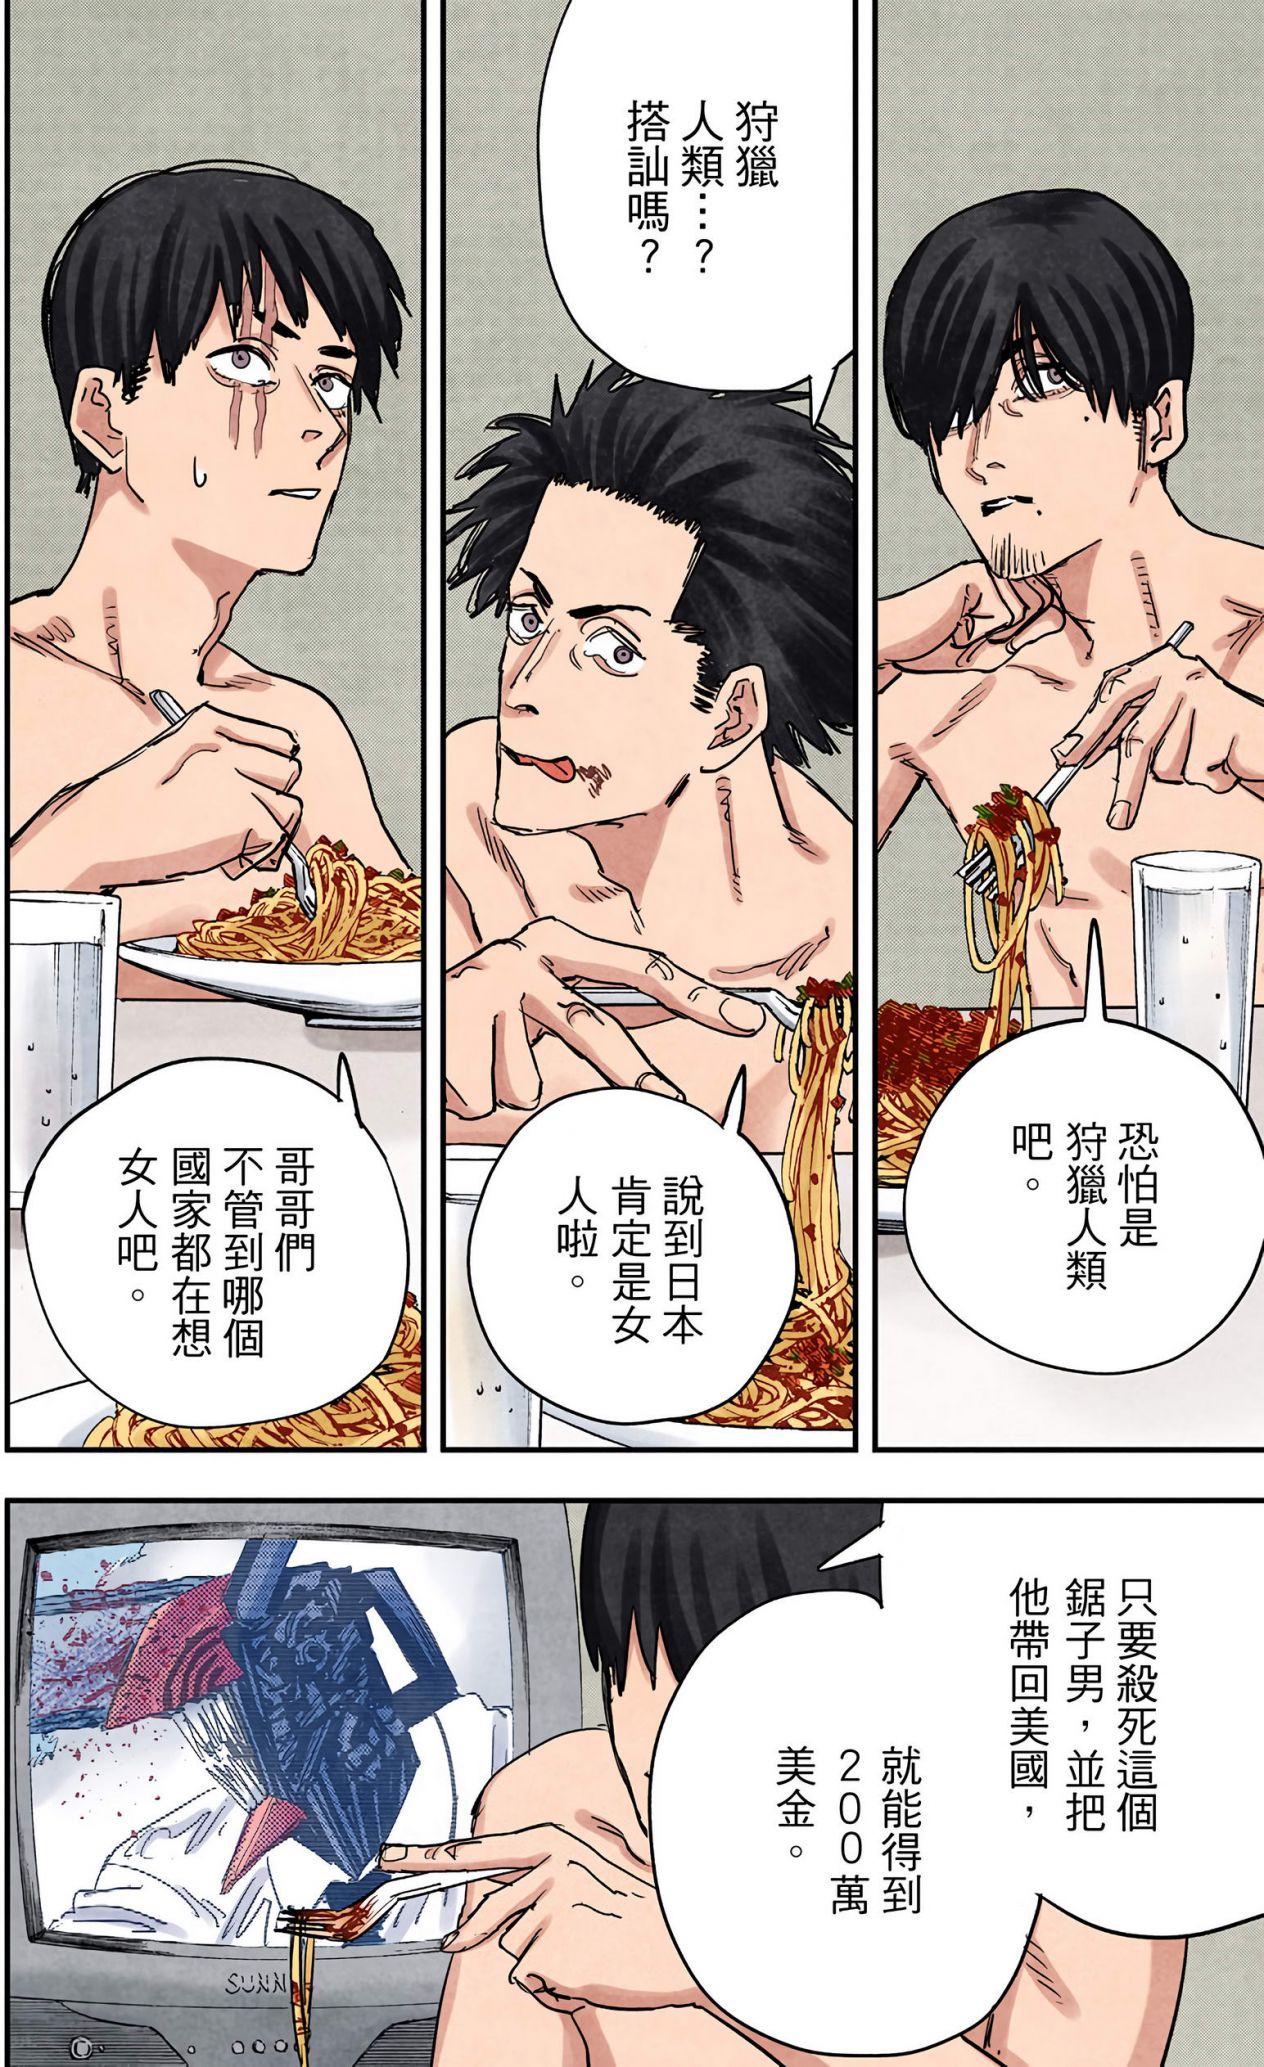 恐怕是
狩獵人類
吧。
狩獵
人類…？
搭訕嗎？
說到日本
肯定是女
人啦。
哥哥們
不管到哪個
國家都在想
女人吧。
只要殺死這個
鋸子男，並把
他帶回美國，
就能得到
２００萬
美金。
SUNN